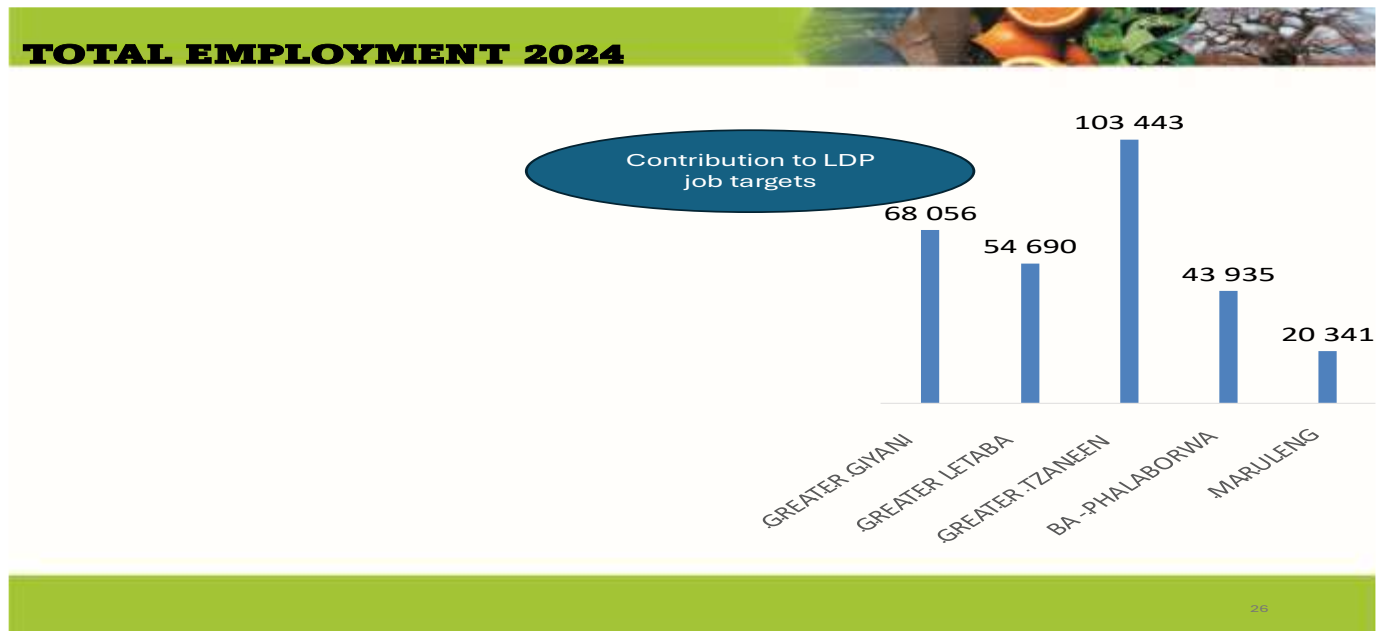 TOTAL EMPLOYMENT 2024
Contribution to LDP
job targets
103 443
68 056
54 690
43 935
20 341
GREATER GIYANI
GREATER LETABA
GREATER TZANEEN
BA -PHALABORWA
MARULENG
26